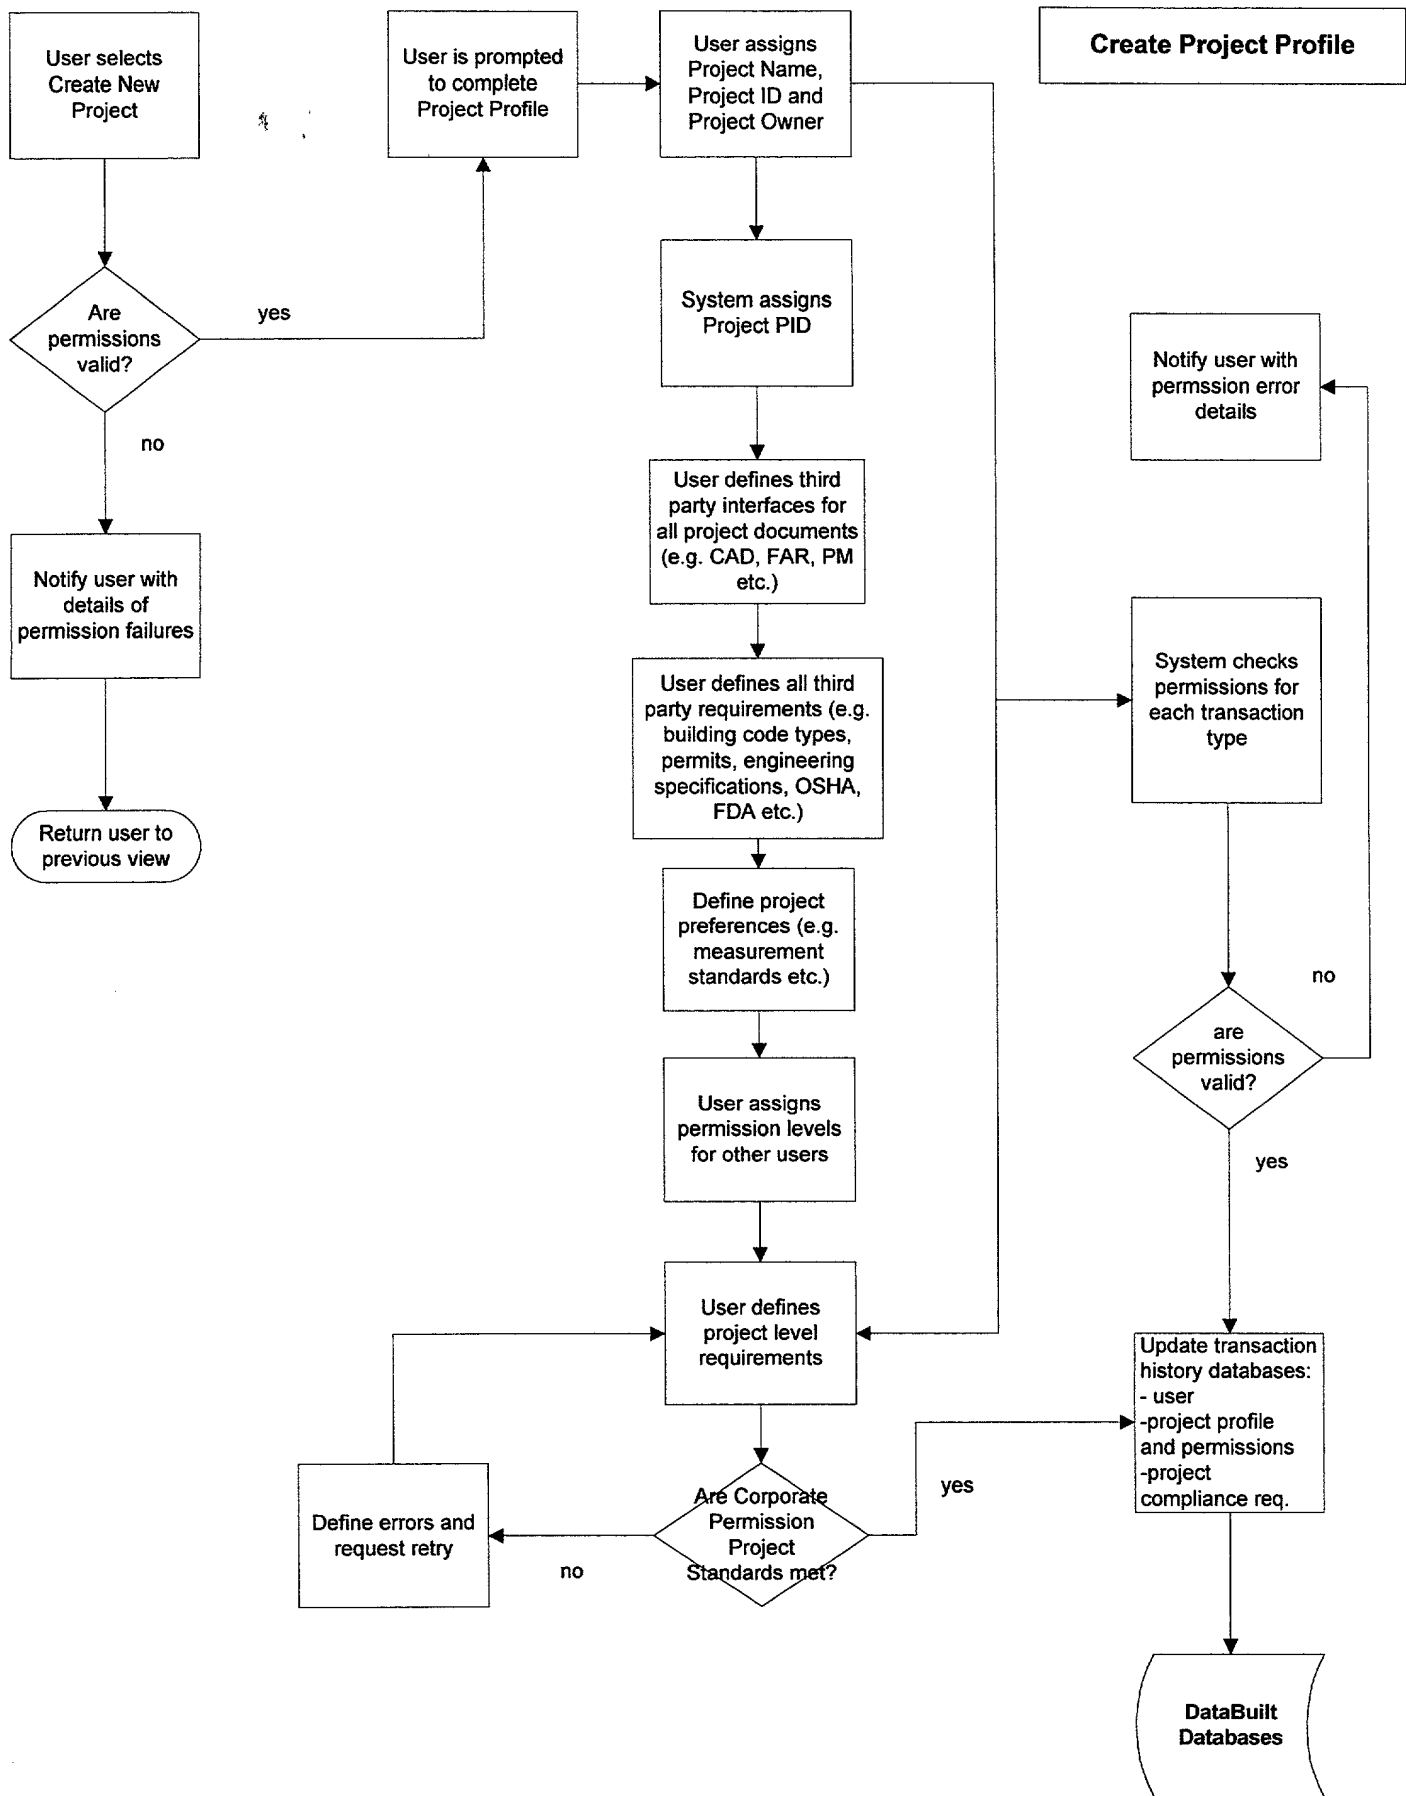 Create Project Profile
User selects
Create New
Project
Are
permissions
valid?
yes
no
Notify user with
details of
permission failures
Return user to
previous view
User is prompted
to complete
Project Profile
User assigns
Project Name,
Project ID and
Project Owner
System assigns
Project PID
User defines third
party interfaces for
all project documents
(e.g. CAD, FAR, PM
etc.)
User defines all third
party requirements (e.g.
building code types,
permits, engineering
specifications, OSHA,
FDA etc.)
Define project
preferences (e.g.
measurement
standards etc.)
User assigns
permission levels
for other users
User defines
project level
requirements
Are Corporate
Permission
Project
Standards met?
no
yes
Define errors and
request retry
Notify user with
permssion error
details
System checks
permissions for
each transaction
type
are
permissions
valid?
no
yes
Update transaction
history databases:
- user
-project profile
and permissions
-project
compliance req.
DataBuilt
Databases